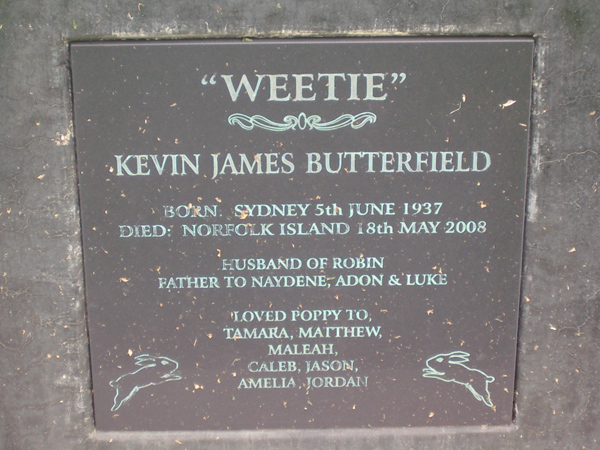 "WEETIE"
KEVIN JAMES BUTTERFIELD
BORN: SYDNEY 5th JUNE 1937
DIED: NORFOLK ISLAND 18th MAY 2008
HUSBAND OF ROBIN
FATHER TO NAYDENE, ADON & LUKE
LOVED POPPY TO,
TAMARA, MATTHEW,
MALEAH,
CALEB, JASON,
AMELIA, JORDAN